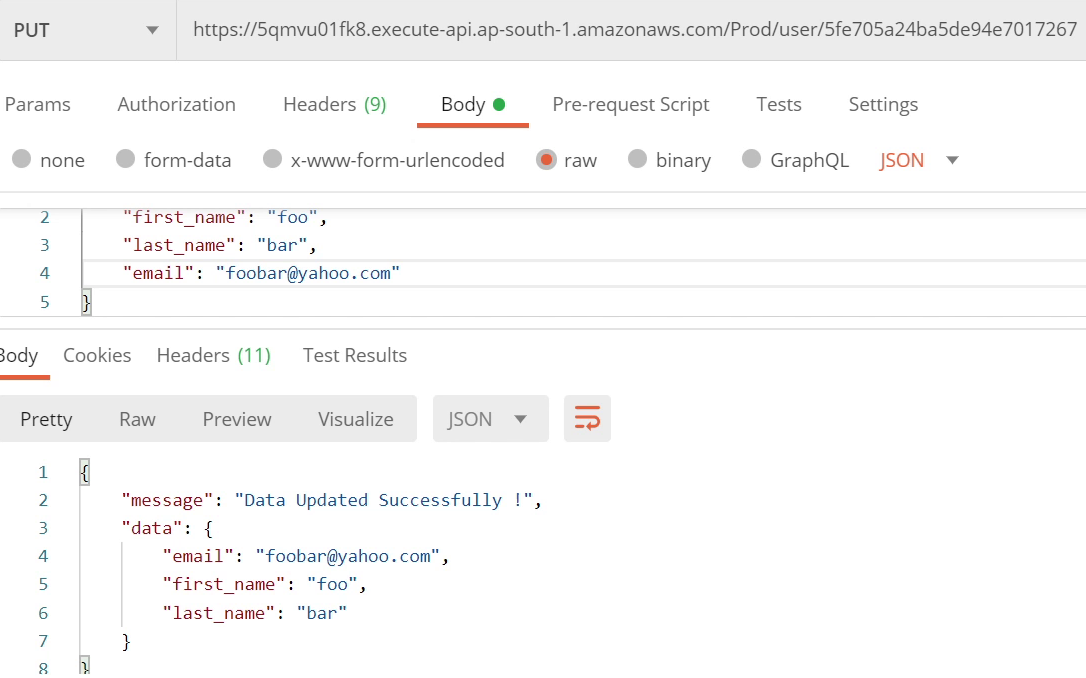 PUT https://5qmvu01fk8.execute-api.ap-south-1.amazonaws.com/Prod/user/5fe705a24ba5de94e7017267
Params Authorization Headers (9) Body Pre-request Script Tests Settings
none form-data x-www-form-urlencoded raw binary GraphQL JSON
2 "first_name": "foo",
3 "last_name": "bar",
4 "email": "foobar@yahoo.com"
5 }
Body Cookies Headers (11) Test Results
Pretty Raw Preview Visualize JSON
1 {
2 "message": "Data Updated Successfully !",
3 "data": {
4 "email": "foobar@yahoo.com",
5 "first_name": "foo",
6 "last_name": "bar"
7 }
8 }